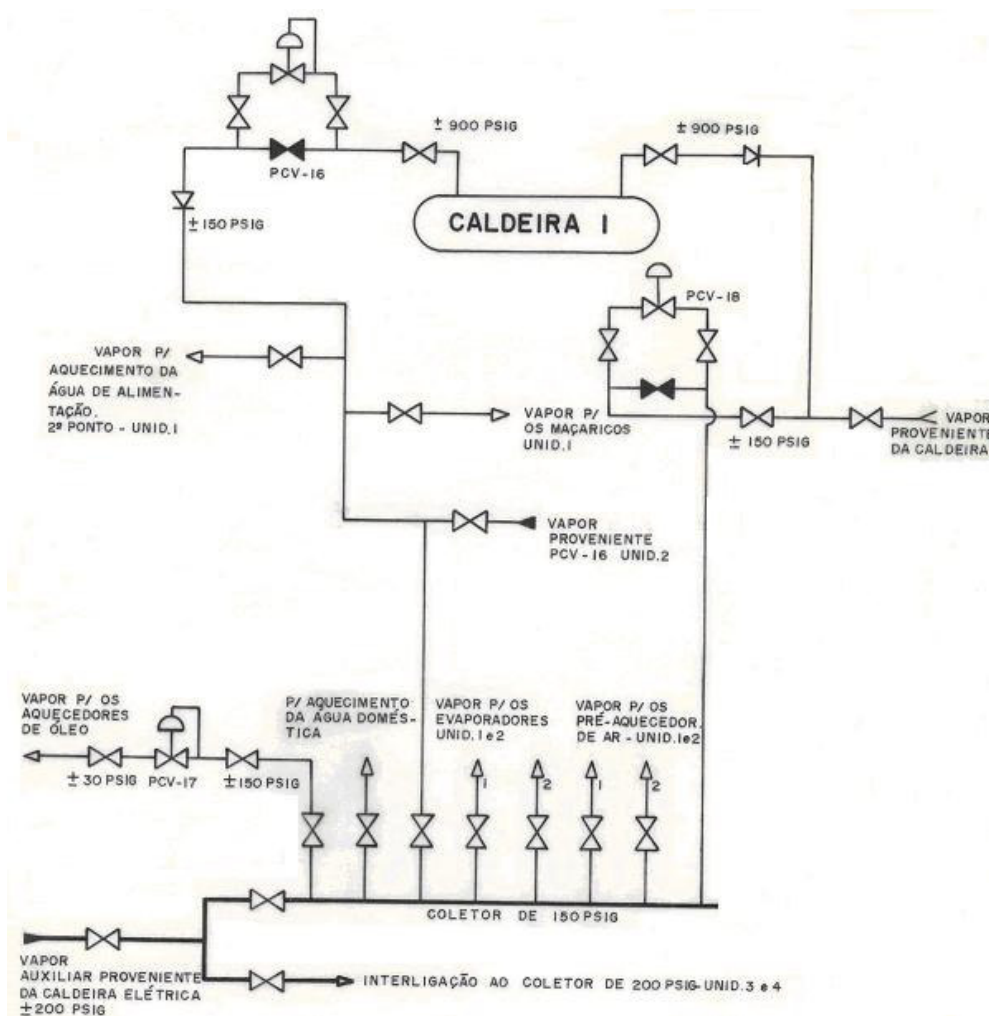 ± 900 PSIG
± 900 PSIG
PCV-16
CALDEIRA I
± 150 PSIG
PCV-18
VAPOR P/
AQUECIMENTO DA
ÁGUA DE ALIMEN-
TAÇÃO.
2º PONTO - UNID.1
VAPOR P/
OS MAÇARICOS
UNID.1
± 150 PSIG
VAPOR
PROVENIENTE
DA CALDEIRA
VAPOR
PROVENIENTE
PCV-16 UNID.2
VAPOR P/ OS
AQUECEDORES
DE ÓLEO
P/ AQUECIMENTO
DA ÁGUA DOMÉS-
TICA
VAPOR P/OS
EVAPORADORES
UNID.1e2
VAPOR P/ OS
PRÉ-AQUECEDOR.
DE AR-UNID.1e2
± 30 PSIG
PCV-17
± 150 PSIG
1
2
1
2
COLETOR DE 150 PSIG
VAPOR
AUXILIAR PROVENIENTE
DA CALDEIRA ELÉTRICA
± 200 PSIG
INTERLIGAÇÃO AO COLETOR DE 200 PSIG-UNID.3 e 4